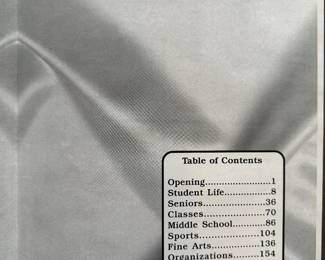 Table of Contents
Opening......................1
Student Life................8
Seniors.....................36
Classes.....................70
Middle School...........86
Sports.....................104
Fine Arts.................136
Organizations..........154